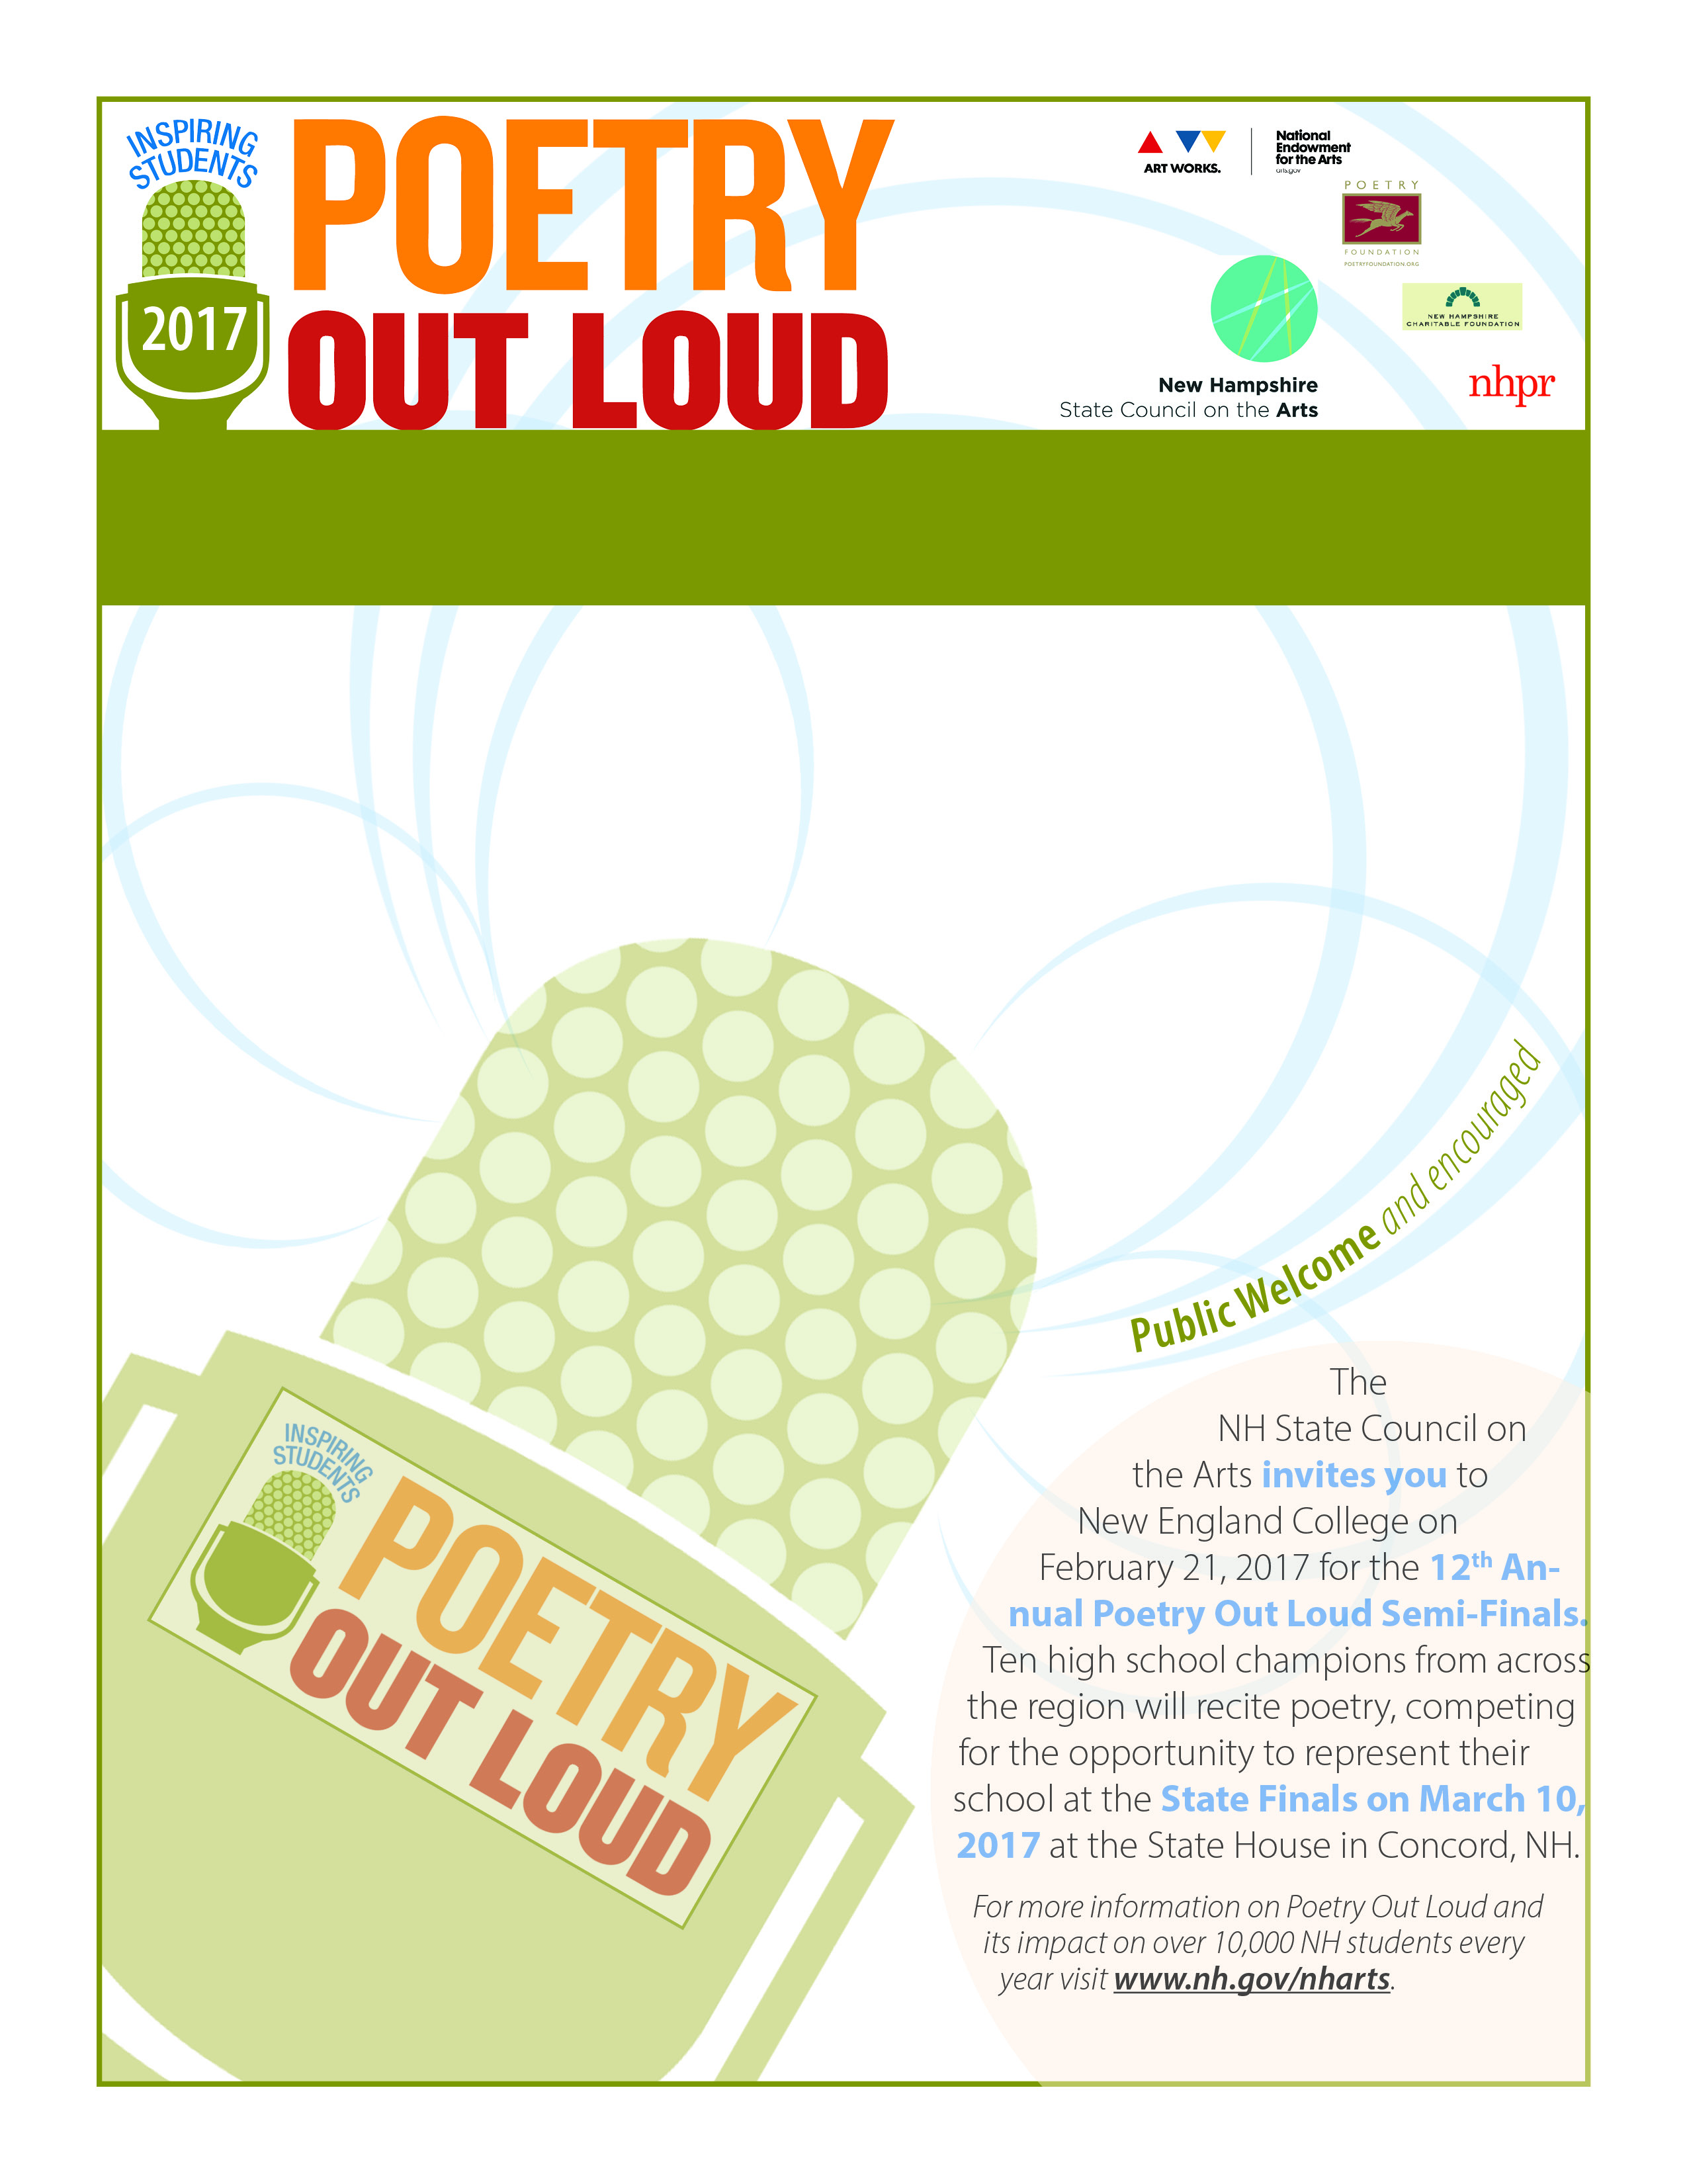 INSPIRING
STUDENTS
2017
POETRY
OUT LOUD
ART WORKS.
National
Endowment
for the Arts
arts.gov
POETRY
FOUNDATION
POETRYFOUNDATION.ORG
NEW HAMPSHIRE
CHARITABLE FOUNDATION
New Hampshire
State Council on the Arts
nhpr
Public Welcome and encouraged
The
NH State Council on
the Arts invites you to
New England College on
February 21, 2017 for the 12th An-
nual Poetry Out Loud Semi-Finals.
Ten high school champions from across
the region will recite poetry, competing
for the opportunity to represent their
school at the State Finals on March 10,
2017 at the State House in Concord, NH.
For more information on Poetry Out Loud and
its impact on over 10,000 NH students every
year visit www.nh.gov/nharts.
INSPIRING
STUDENTS
POETRY
OUT LOUD